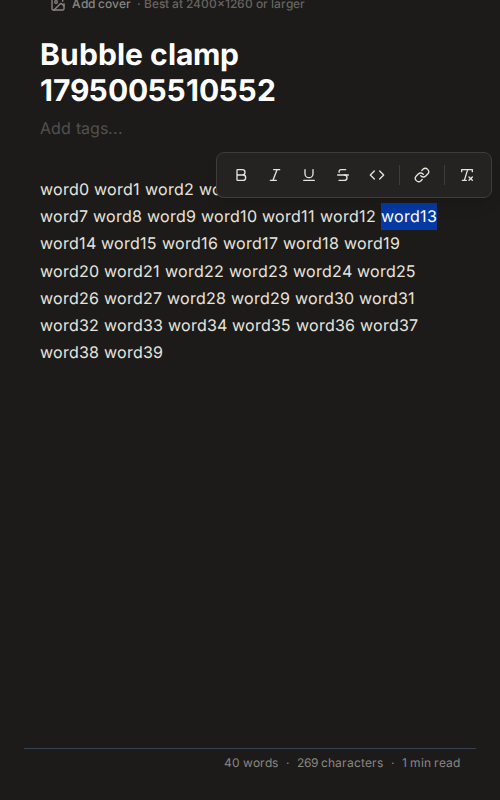 Add cover · Best at 2400×1260 or larger
Bubble clamp
1795005510552
Add tags...
word0 word1 word2
word7 word8 word9 word10 word11 word12 word13
word14 word15 word16 word17 word18 word19
word20 word21 word22 word23 word24 word25
word26 word27 word28 word29 word30 word31
word32 word33 word34 word35 word36 word37
word38 word39
40 words · 269 characters · 1 min read